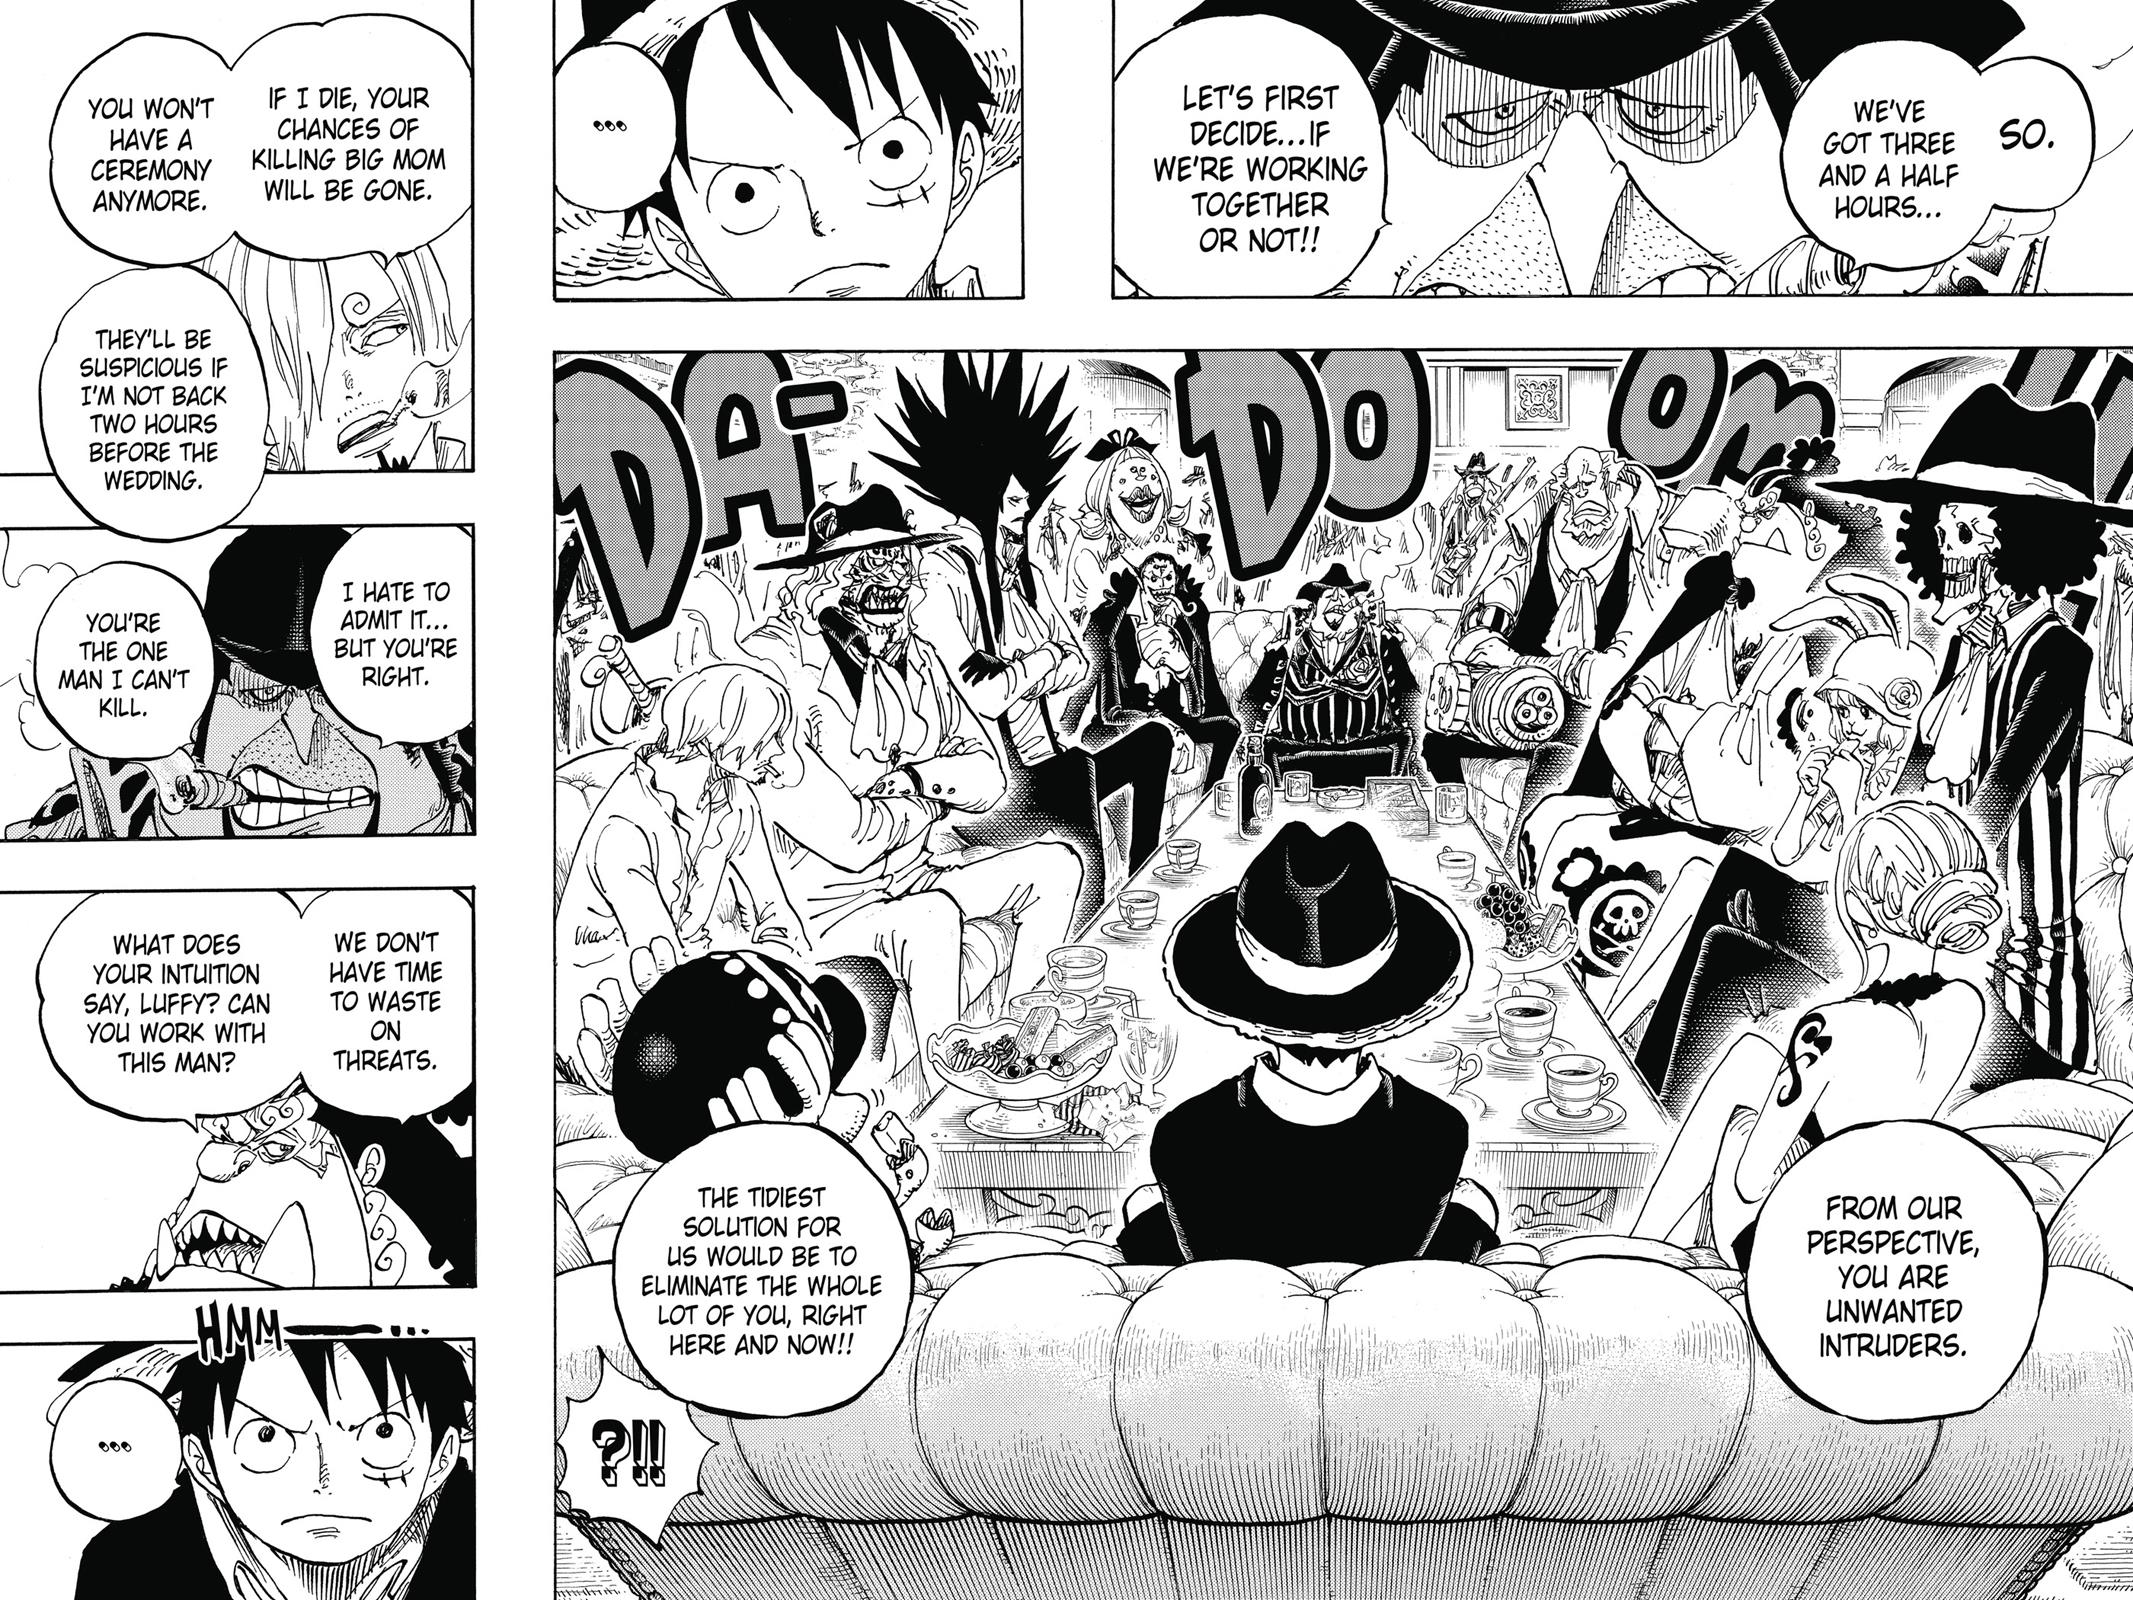 SO.
WE'VE
GOT THREE
AND A HALF
HOURS...
LET'S FIRST
DECIDE...IF
WE'RE WORKING
TOGETHER
OR NOT!!
...
DA-DOOOM!!
FROM OUR
PERSPECTIVE,
YOU ARE
UNWANTED
INTRUDERS.
THE TIDIEST
SOLUTION FOR
US WOULD BE TO
ELIMINATE THE WHOLE
LOT OF YOU, RIGHT
HERE AND NOW!!
?!!
IF I DIE, YOUR
CHANCES OF
KILLING BIG MOM
WILL BE GONE.
YOU WON'T
HAVE A
CEREMONY
ANYMORE.
THEY'LL BE
SUSPICIOUS IF
I'M NOT BACK
TWO HOURS
BEFORE THE
WEDDING.
I HATE TO
ADMIT IT...
BUT YOU'RE
RIGHT.
YOU'RE
THE ONE
MAN I CAN'T
KILL.
WE DON'T
HAVE TIME
TO WASTE
ON
THREATS.
WHAT DOES
YOUR INTUITION
SAY, LUFFY? CAN
YOU WORK WITH
THIS MAN?
HMM—...
...